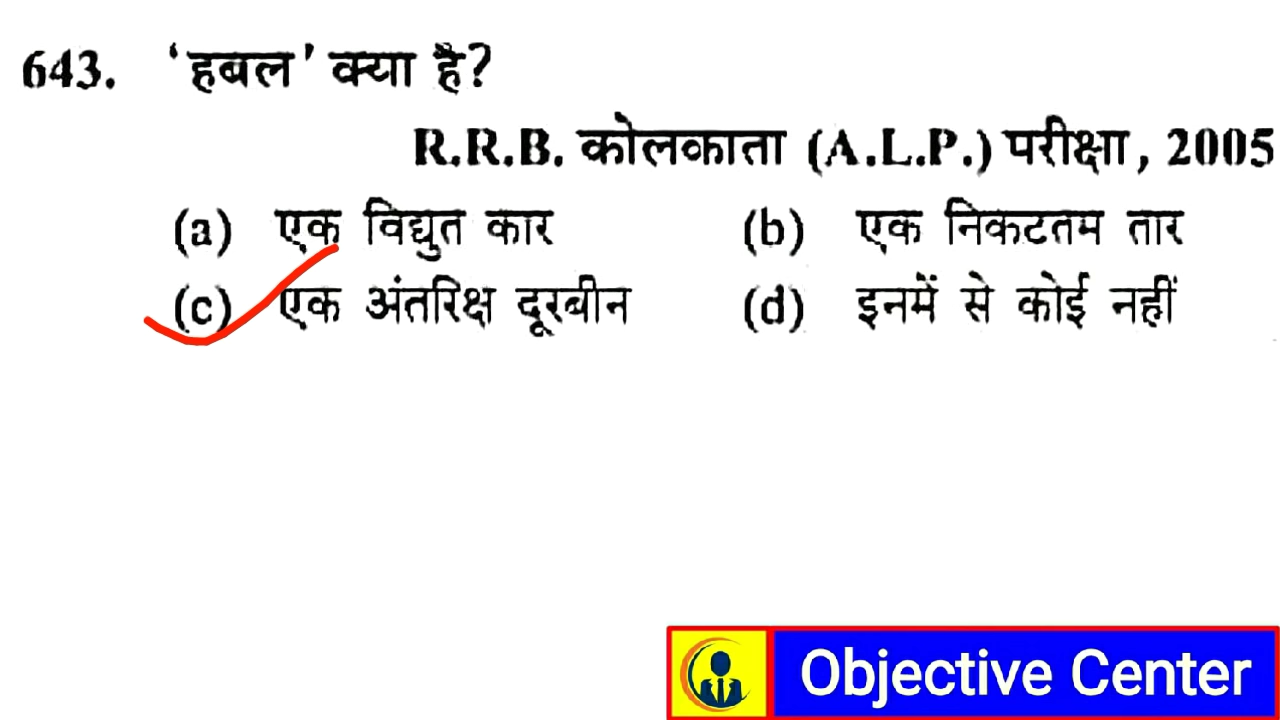 643. ‘हबल’ क्या है?
R.R.B. कोलकाता (A.L.P.) परीक्षा, 2005
(a) एक विद्युत कार (b) एक निकटतम तार
(c) एक अंतरिक्ष दूरबीन (d) इनमें से कोई नहीं
Objective Center